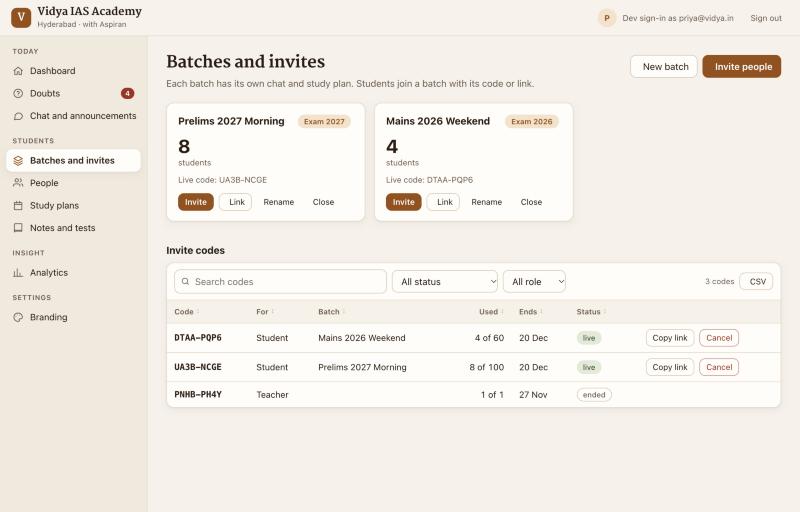 V
Vidya IAS Academy
Hyderabad · with Aspiran
P
Dev sign-in as priya@vidya.in
Sign out
TODAY
Dashboard
Doubts 4
Chat and announcements
STUDENTS
Batches and invites
People
Study plans
Notes and tests
INSIGHT
Analytics
SETTINGS
Branding
Batches and invites
Each batch has its own chat and study plan. Students join a batch with its code or link.
New batch
Invite people
Prelims 2027 Morning Exam 2027
8
students
Live code: UA3B-NCGE
Invite Link Rename Close
Mains 2026 Weekend Exam 2026
4
students
Live code: DTAA-PQP6
Invite Link Rename Close
Invite codes
Search codes All status All role 3 codes CSV
Code For Batch Used Ends Status
DTAA-PQP6 Student Mains 2026 Weekend 4 of 60 20 Dec live Copy link Cancel
UA3B-NCGE Student Prelims 2027 Morning 8 of 100 20 Dec live Copy link Cancel
PNHB-PH4Y Teacher 1 of 1 27 Nov ended